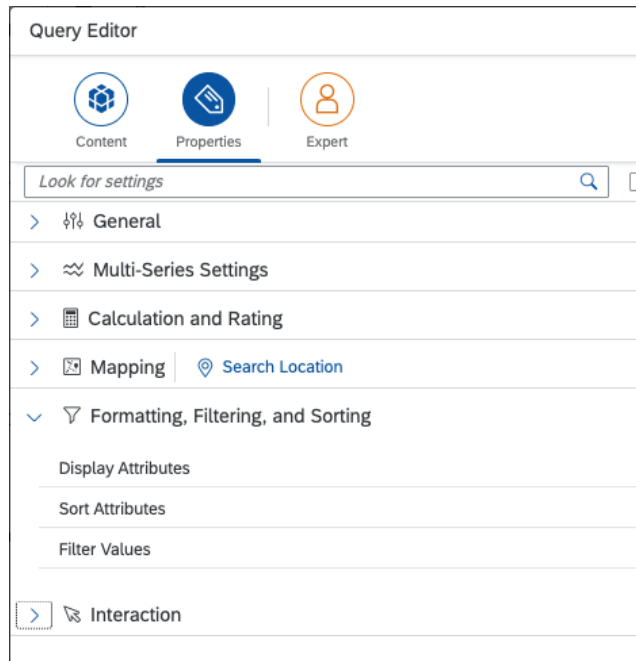 Query Editor
Content Properties Expert
Look for settings
General
Multi-Series Settings
Calculation and Rating
Mapping Search Location
Formatting, Filtering, and Sorting
Display Attributes
Sort Attributes
Filter Values
Interaction